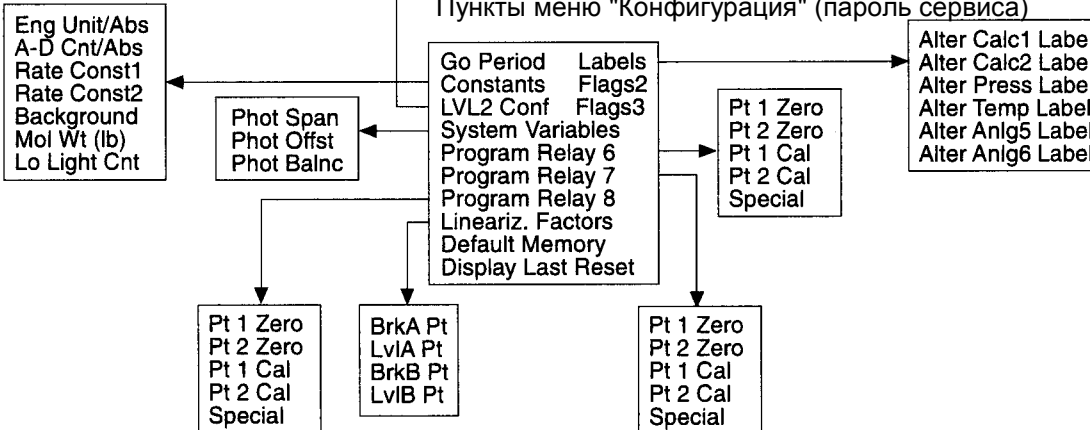 Пункты меню "Конфигурация" (пароль сервиса)
Eng Unit/Abs
A-D Cnt/Abs
Rate Const1
Rate Const2
Background
Mol Wt (lb)
Lo Light Cnt
Phot Span
Phot Offst
Phot Balnc
Go Period Labels
Constants Flags2
LVL2 Conf Flags3
System Variables
Program Relay 6
Program Relay 7
Program Relay 8
Lineariz. Factors
Default Memory
Display Last Reset
Pt 1 Zero
Pt 2 Zero
Pt 1 Cal
Pt 2 Cal
Special
Alter Calc1 Labe
Alter Calc2 Labe
Alter Press Labe
Alter Temp Label
Alter Anlg5 Label
Alter Anlg6 Label
Pt 1 Zero
Pt 2 Zero
Pt 1 Cal
Pt 2 Cal
Special
BrkA Pt
LvlA Pt
BrkB Pt
LvlB Pt
Pt 1 Zero
Pt 2 Zero
Pt 1 Cal
Pt 2 Cal
Special